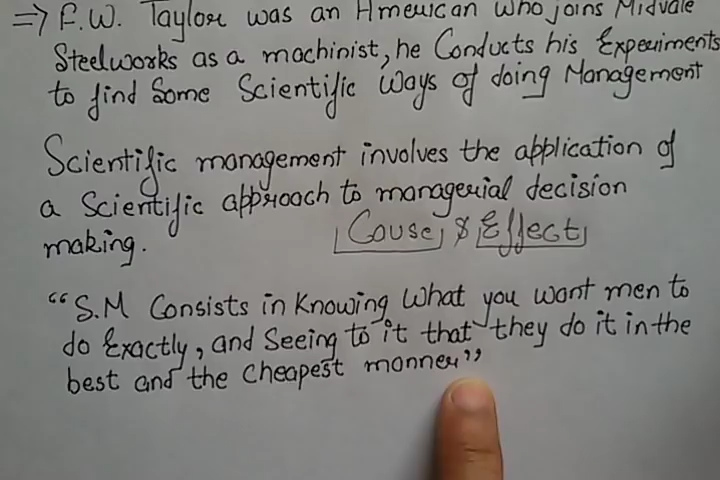 ⇒ F.W. Taylor was an American who joins Midvale
Steelworks as a machinist, he Conducts his Experiments
to find Some Scientific Ways of doing Management
Scientific management involves the application of
a Scientific approach to managerial decision
making. Cause & Effect
“S.M Consists in Knowing What you want men to
do Exactly, and Seeing to it that they do it in the
best and the Cheapest manner”